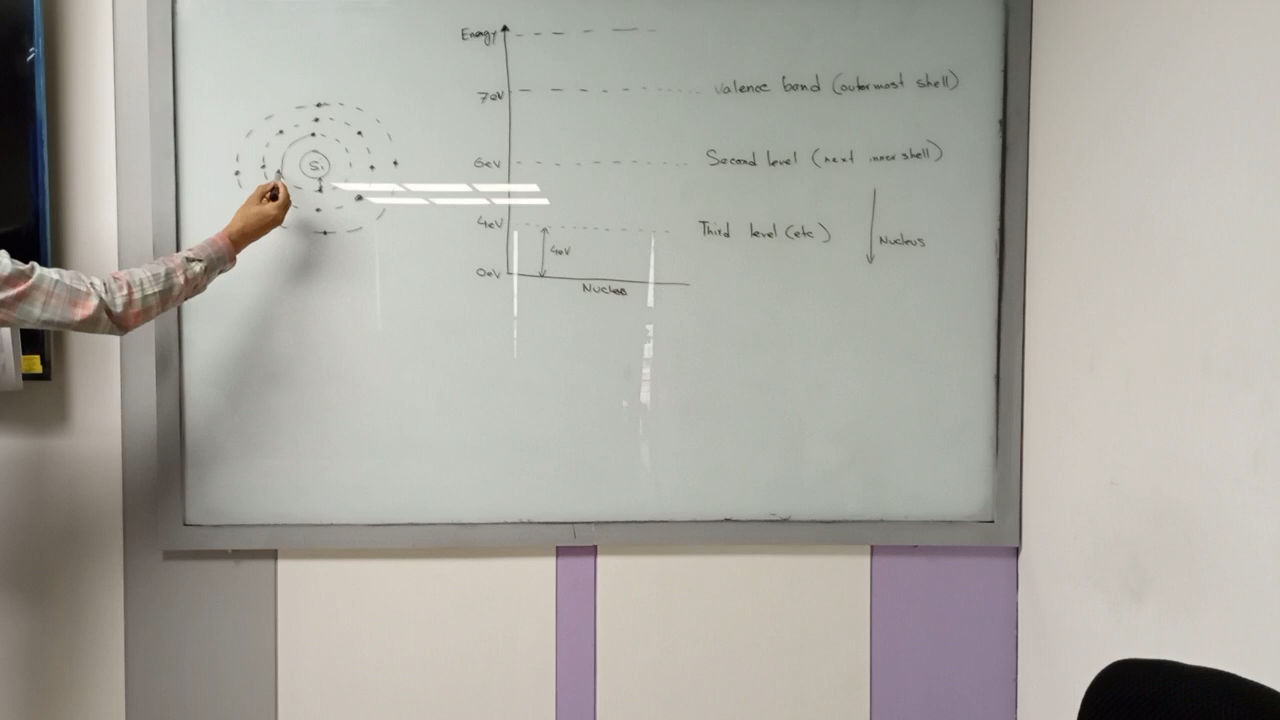 Energy
7eV
Valence band (outermost shell)
Si
6eV
Second level (next inner shell)
4eV
Third level (etc)
4eV
Nucleus
0eV
Nucleus